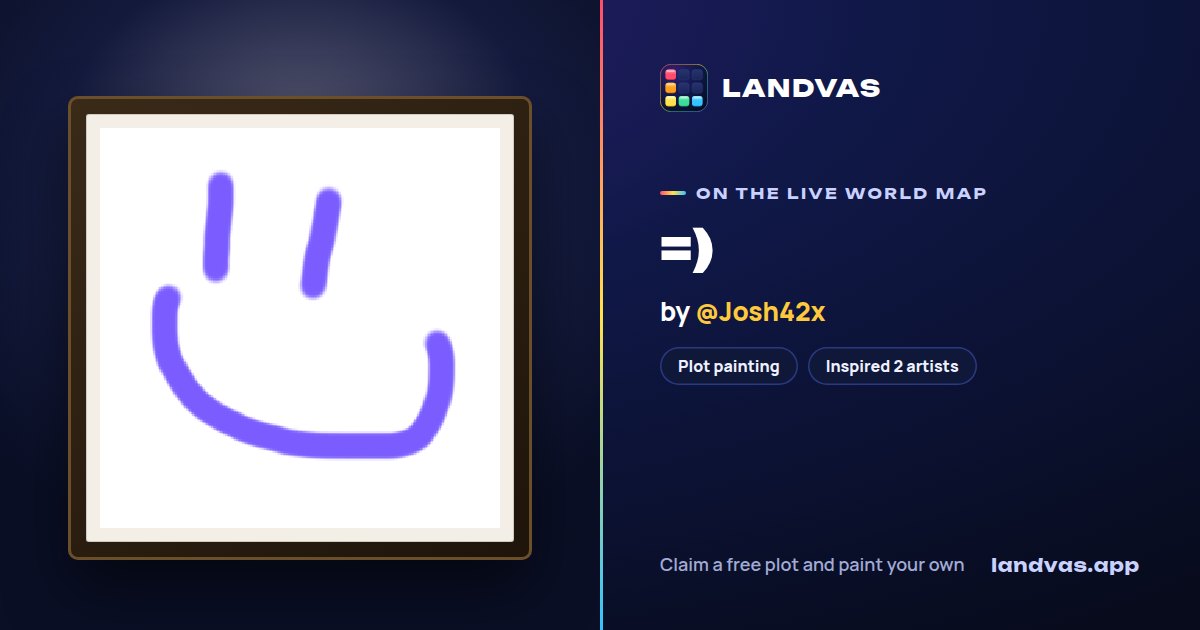 LANDVAS
ON THE LIVE WORLD MAP
=)
by @Josh42x
Plot painting
Inspired 2 artists
Claim a free plot and paint your own
landvas.app